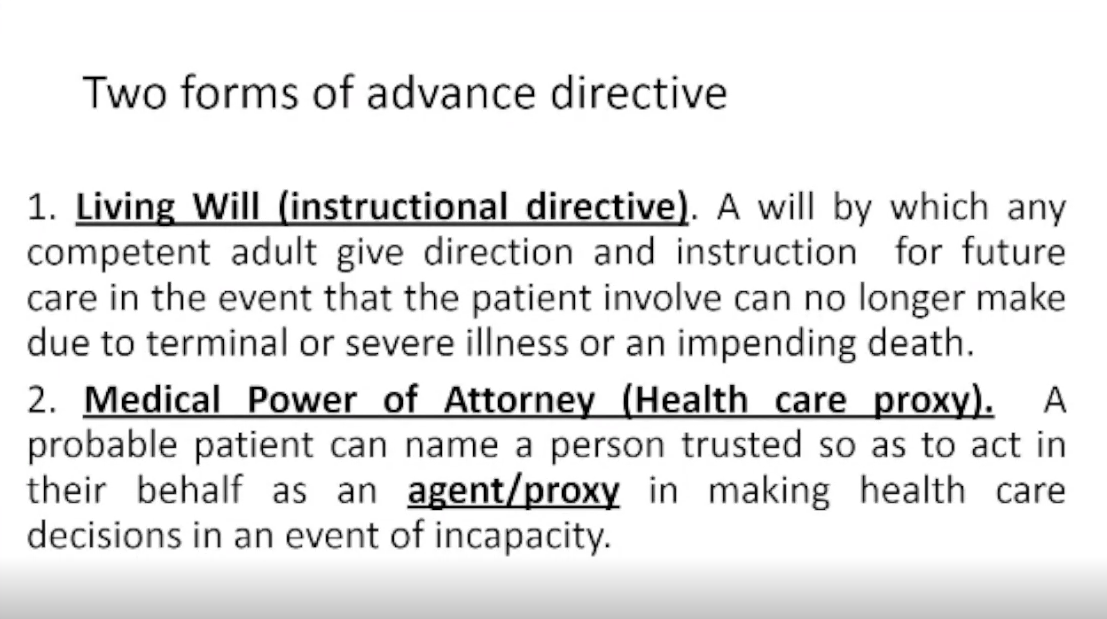 Two forms of advance directive
1. Living Will (instructional directive). A will by which any
competent adult give direction and instruction for future
care in the event that the patient involve can no longer make
due to terminal or severe illness or an impending death.
2. Medical Power of Attorney (Health care proxy). A
probable patient can name a person trusted so as to act in
their behalf as an agent/proxy in making health care
decisions in an event of incapacity.